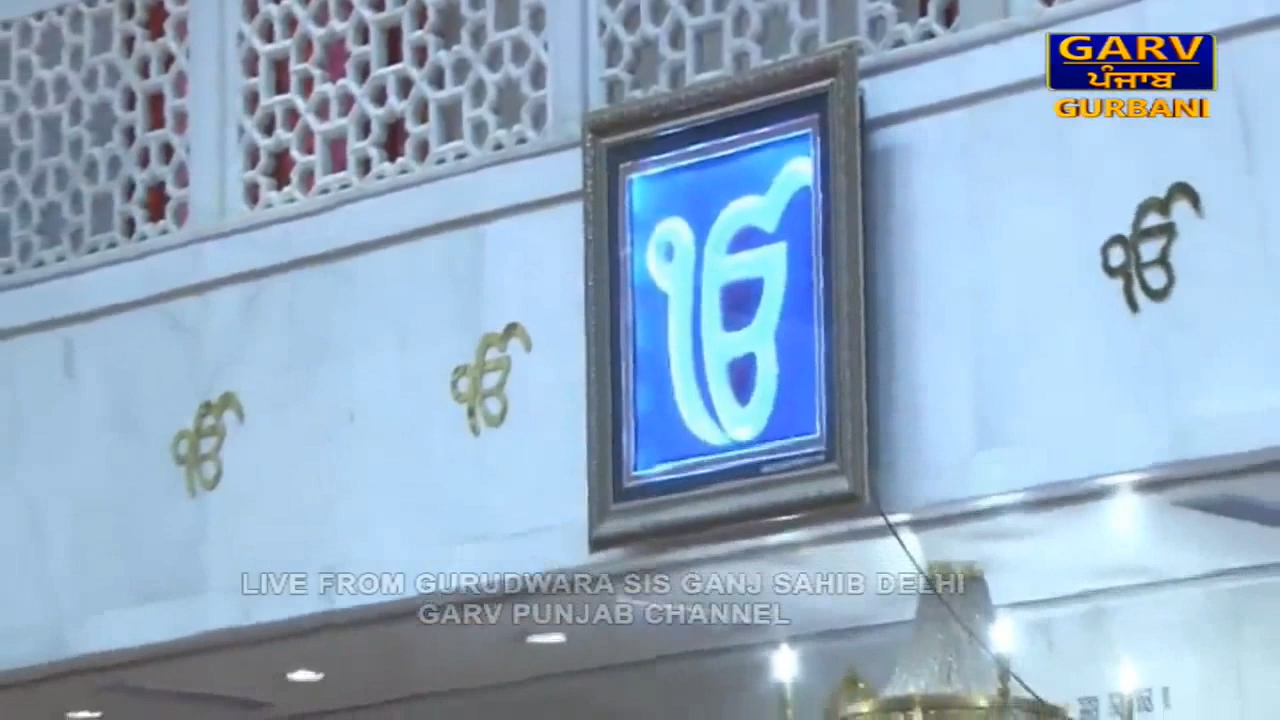 GARV
ਪੰਜਾਬ
GURBANI
ੴ
ੴ
ੴ
ੴ
LIVE FROM GURUDWARA SIS GANJ SAHIB DELHI
GARV PUNJAB CHANNEL